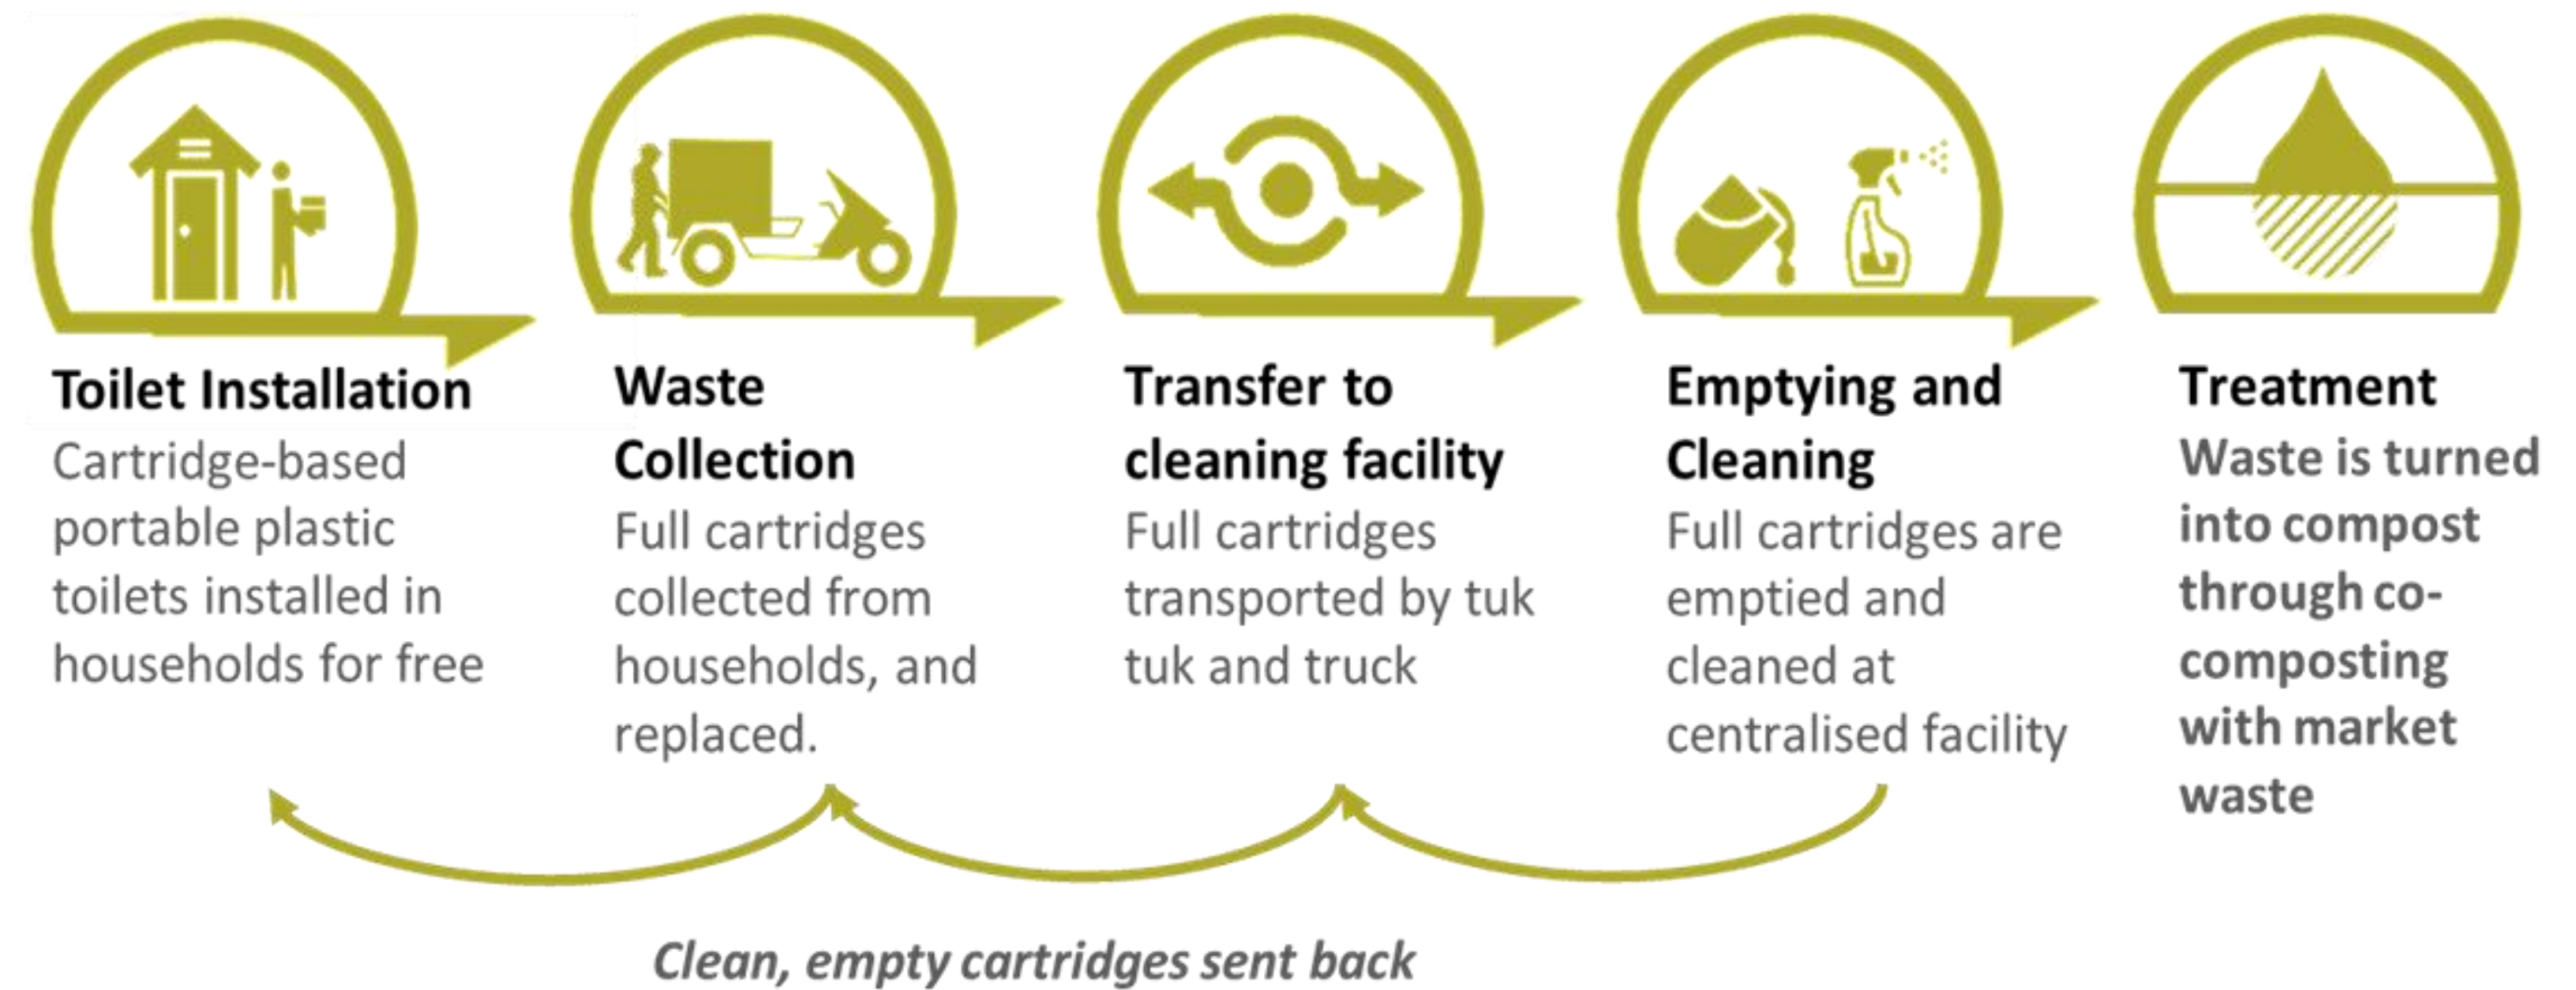 Toilet Installation
Cartridge-based
portable plastic
toilets installed in
households for free
Waste
Collection
Full cartridges
collected from
households, and
replaced.
Transfer to
cleaning facility
Full cartridges
transported by tuk
tuk and truck
Emptying and
Cleaning
Full cartridges are
emptied and
cleaned at
centralised facility
Treatment
Waste is turned
into compost
through co-
composting
with market
waste
Clean, empty cartridges sent back